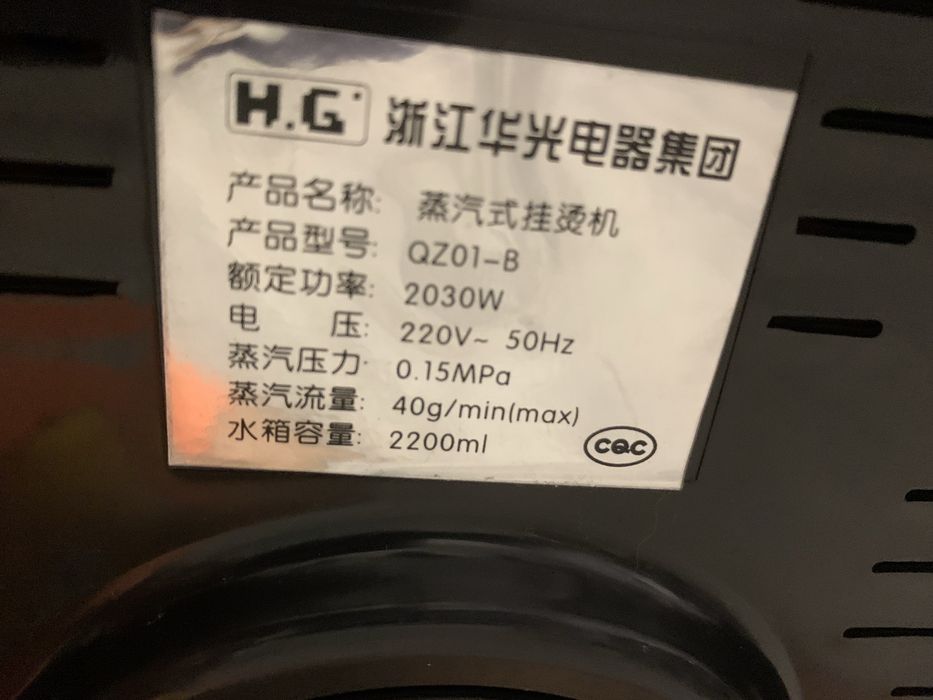 H.G 浙江华光电器集团
产品名称: 蒸汽式挂烫机
产品型号: QZ01-B
额定功率: 2030W
电 压: 220V~ 50Hz
蒸汽压力: 0.15MPa
蒸汽流量: 40g/min(max)
水箱容量: 2200ml
CQC